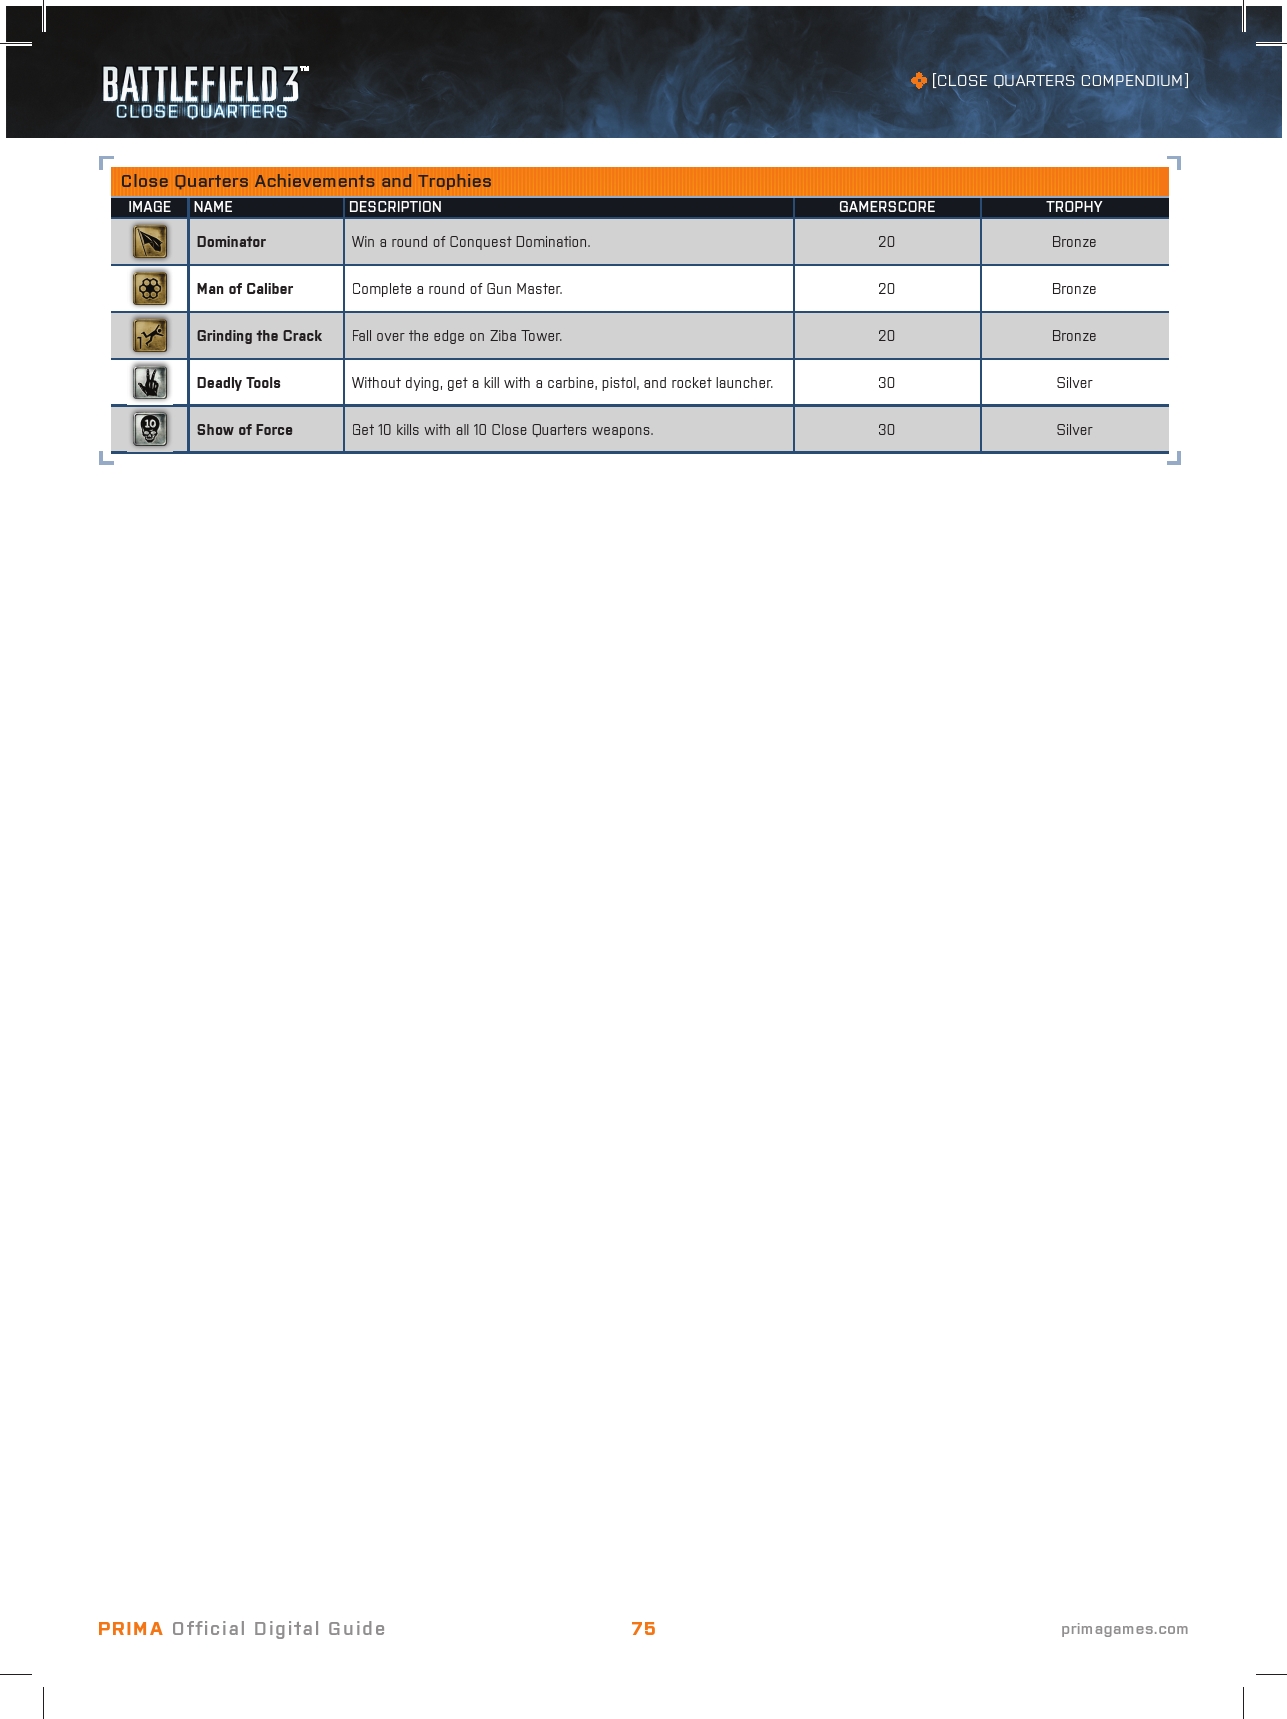 BATTLEFIELD 3™
CLOSE QUARTERS
[CLOSE QUARTERS COMPENDIUM]
Close Quarters Achievements and Trophies
IMAGE NAME DESCRIPTION GAMERSCORE TROPHY
Dominator Win a round of Conquest Domination. 20 Bronze
Man of Caliber Complete a round of Gun Master. 20 Bronze
Grinding the Crack Fall over the edge on Ziba Tower. 20 Bronze
Deadly Tools Without dying, get a kill with a carbine, pistol, and rocket launcher. 30 Silver
10 Show of Force Get 10 kills with all 10 Close Quarters weapons. 30 Silver
PRIMA Official Digital Guide 75 primagames.com